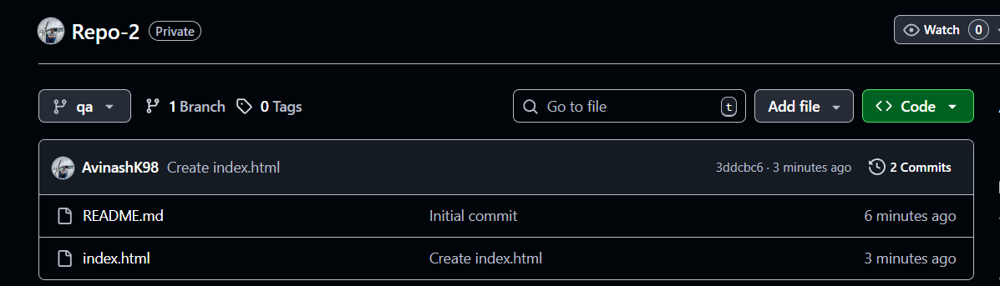 Repo-2 Private Watch 0
qa 1 Branch 0 Tags Go to file t Add file Code
AvinashK98 Create index.html 3ddcbc6 · 3 minutes ago 2 Commits
README.md Initial commit 6 minutes ago
index.html Create index.html 3 minutes ago